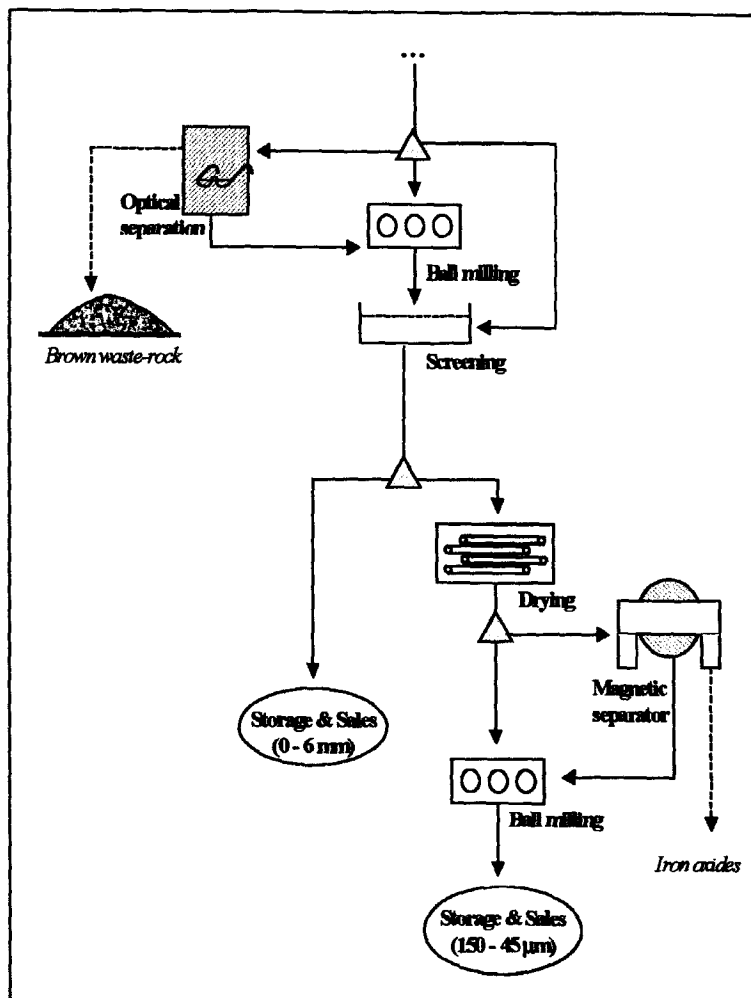 ...
Optical
separation
Ball milling
Brown waste-rock
Screening
Drying
Magnetic
separator
Storage & Sales
(0 - 6 mm)
Ball milling
Iron oxides
Storage & Sales
(150 - 45 µm)